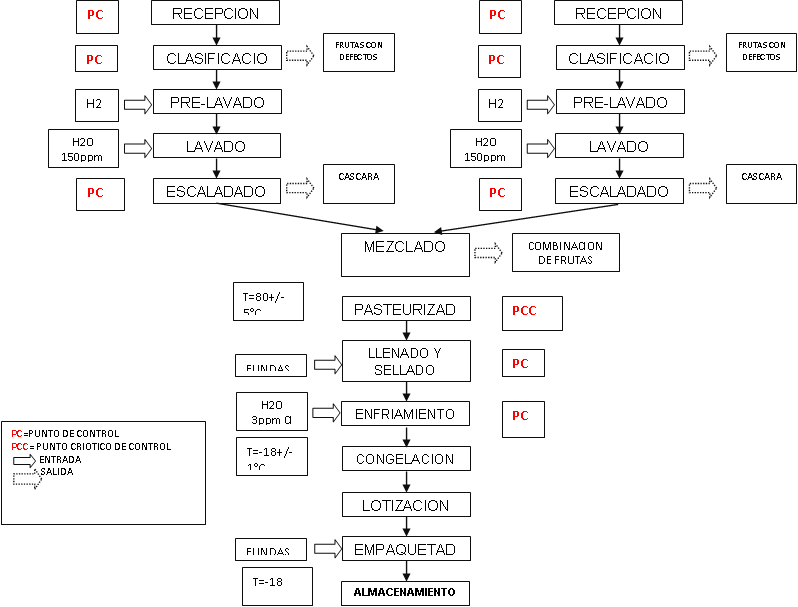 PC
RECEPCION
PC
RECEPCION
PC
CLASIFICACIO
FRUTAS CON
DEFECTOS
PC
CLASIFICACIO
FRUTAS CON
DEFECTOS
H2
PRE-LAVADO
H2
PRE-LAVADO
H2O
150ppm
LAVADO
H2O
150ppm
LAVADO
PC
ESCALADADO
CASCARA
PC
ESCALADADO
CASCARA
MEZCLADO
COMBINACION
DE FRUTAS
T=80+/-
5°C
PASTEURIZAD
PCC
FUNDAS
LLENADO Y
SELLADO
PC
H2O
3ppm Cl
ENFRIAMIENTO
PC
T=-18+/-
1°C
CONGELACION
LOTIZACION
FUNDAS
EMPAQUETAD
T=-18
ALMACENAMIENTO
PC=PUNTO DE CONTROL
PCC= PUNTO CRIOTICO DE CONTROL
ENTRADA
SALIDA